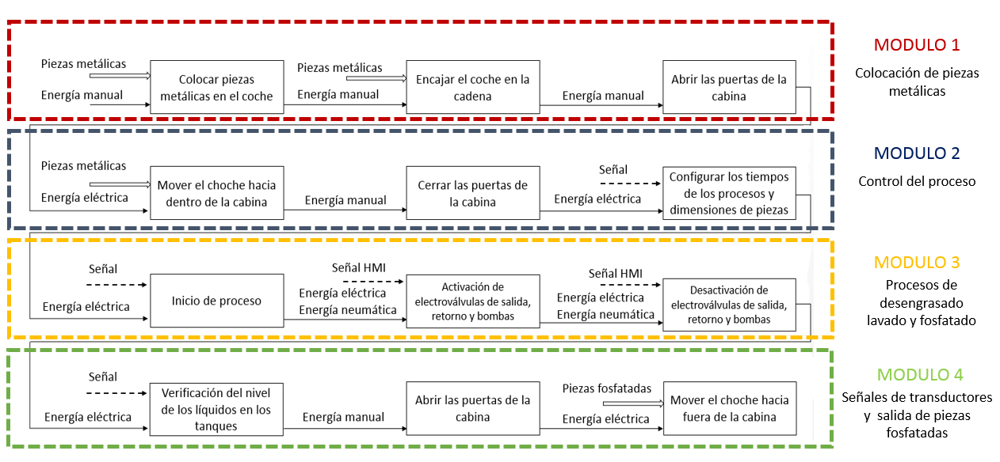 MODULO 1
Colocación de piezas
metálicas
Piezas metálicas
Energía manual
Colocar piezas
metálicas en el coche
Piezas metálicas
Energía manual
Encajar el coche en la
cadena
Energía manual
Abrir las puertas de la
cabina
MODULO 2
Control del proceso
Piezas metálicas
Energía eléctrica
Mover el choche hacia
dentro de la cabina
Energía manual
Cerrar las puertas de
la cabina
Señal
Energía eléctrica
Configurar los tiempos
de los procesos y
dimensiones de piezas
MODULO 3
Procesos de
desengrasado
lavado y fosfatado
Señal
Energía eléctrica
Inicio de proceso
Señal HMI
Energía eléctrica
Energía neumática
Activación de
electroválvulas de salida,
retorno y bombas
Señal HMI
Energía eléctrica
Energía neumática
Desactivación de
electroválvulas de salida,
retorno y bombas
MODULO 4
Señales de transductores
y salida de piezas
fosfatadas
Señal
Energía eléctrica
Verificación del nivel
de los líquidos en los
tanques
Energía manual
Abrir las puertas de la
cabina
Piezas fosfatadas
Energía eléctrica
Mover el choche hacia
fuera de la cabina